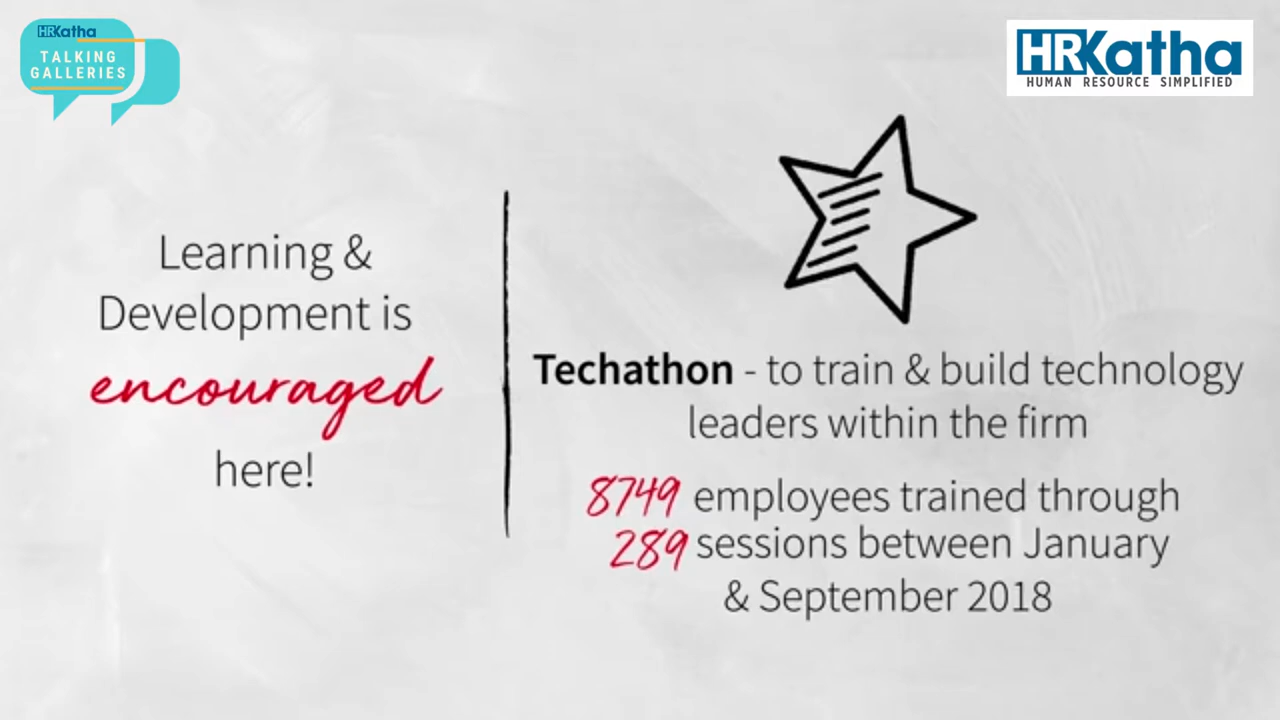 HRKatha
TALKING
GALLERIES
HRKatha
HUMAN RESOURCE SIMPLIFIED
Learning &
Development is
encouraged
here!
Techathon - to train & build technology
leaders within the firm
8749 employees trained through
289 sessions between January
& September 2018